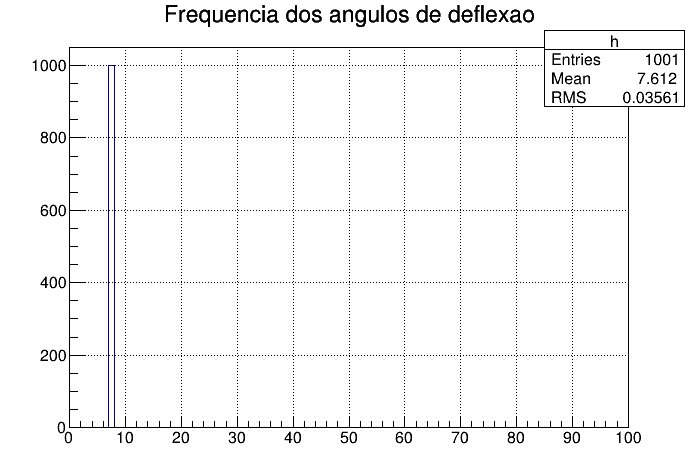 Frequencia dos angulos de deflexao
h
Entries 1001
Mean 7.612
RMS 0.03561
1000
800
600
400
200
0
0 10 20 30 40 50 60 70 80 90 100